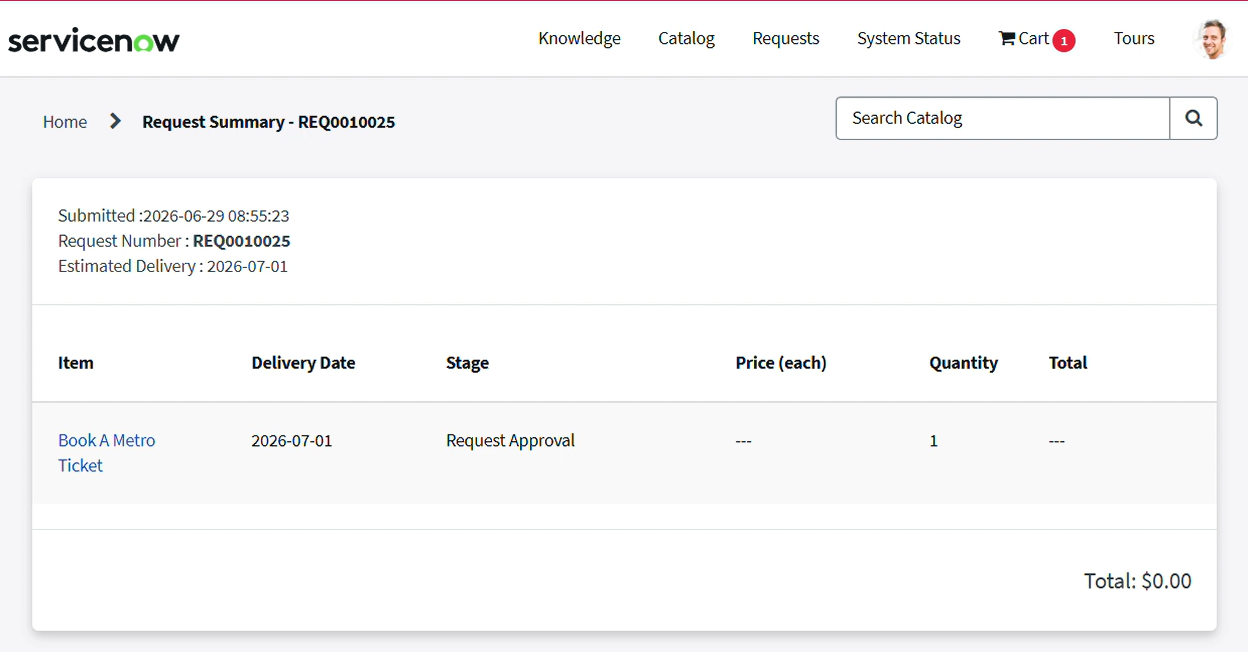 servicenow
Knowledge Catalog Requests System Status Cart 1 Tours
Home Request Summary - REQ0010025
Search Catalog
Submitted :2026-06-29 08:55:23
Request Number : REQ0010025
Estimated Delivery : 2026-07-01
Item Delivery Date Stage Price (each) Quantity Total
Book A Metro Ticket 2026-07-01 Request Approval --- 1 ---
Total: $0.00